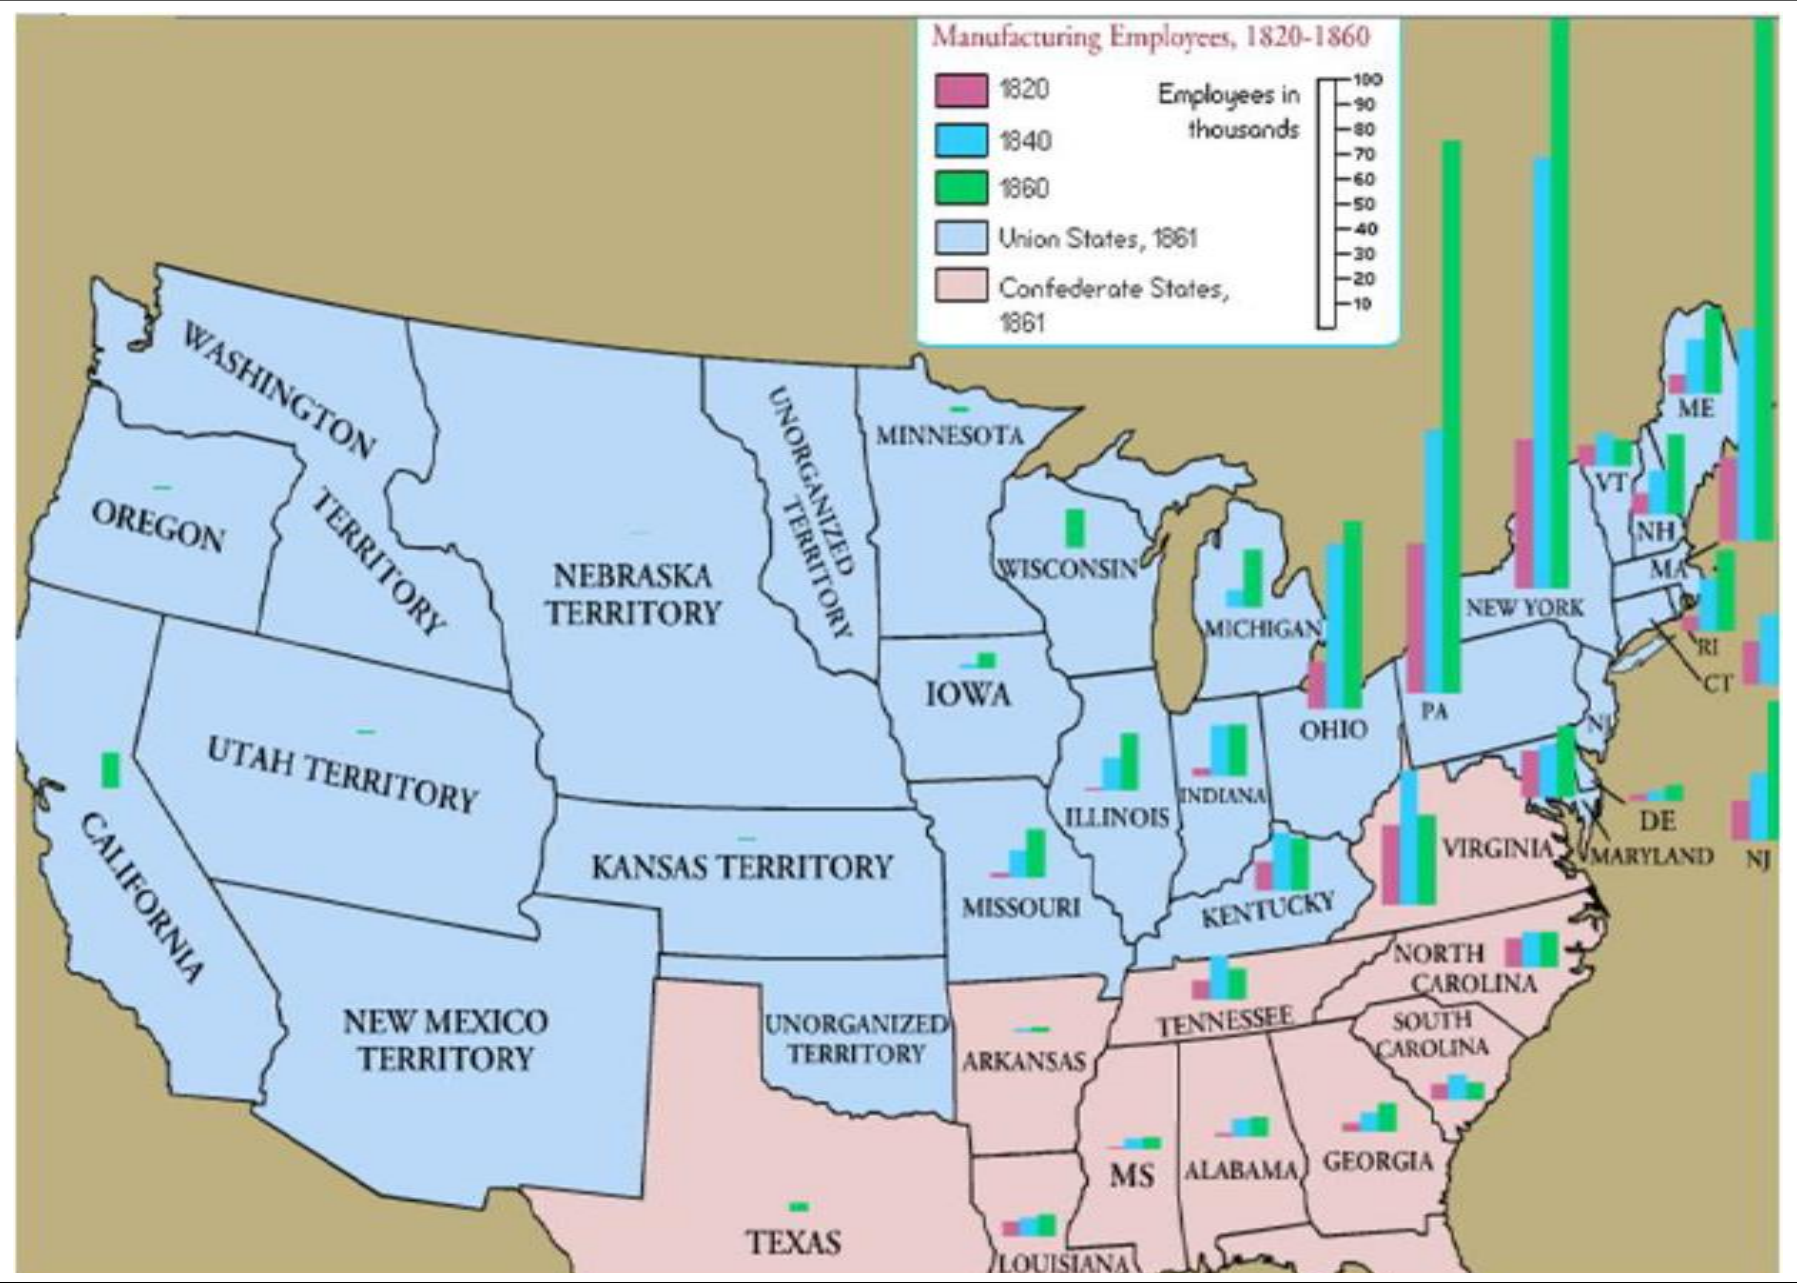 Manufacturing Employees, 1820-1860
1820
1840
1860
Union States, 1861
Confederate States,
1861
Employees in
thousands
100
90
80
70
60
50
40
30
20
10
WASHINGTON
TERRITORY
OREGON
NEBRASKA
TERRITORY
UNORGANIZED
TERRITORY
MINNESOTA
WISCONSIN
MICHIGAN
IOWA
UTAH TERRITORY
CALIFORNIA
KANSAS TERRITORY
NEW MEXICO
TERRITORY
UNORGANIZED
TERRITORY
MISSOURI
ILLINOIS
INDIANA
OHIO
PA
NEW YORK
VT
NH
ME
MA
RI
CT
NJ
DE
MARYLAND
NJ
VIRGINIA
KENTUCKY
TENNESSEE
NORTH
CAROLINA
SOUTH
CAROLINA
ARKANSAS
MS
ALABAMA
GEORGIA
TEXAS
LOUISIANA